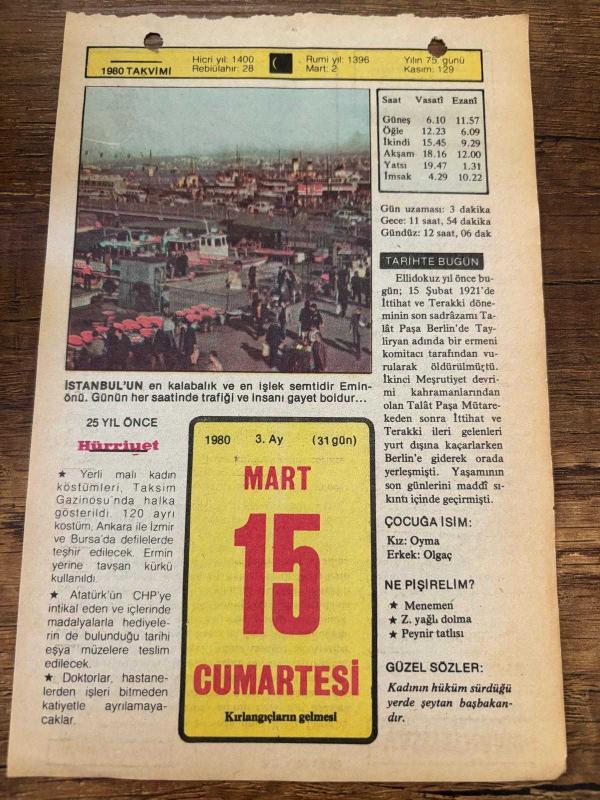 1980 TAKVİMİ
Hicri yıl: 1400
Rebiülahır: 28
Rumi yıl: 1396
Mart: 2
Yılın 75. günü
Kasım: 129
Saat Vasatî Ezanî
Güneş 6.10 11.57
Öğle 12.23 6.09
İkindi 15.45 9.29
Akşam 18.16 12.00
Yatsı 19.47 1.31
İmsak 4.29 10.22
Gün uzaması: 3 dakika
Gece: 11 saat, 54 dakika
Gündüz: 12 saat, 06 dak
TARİHTE BUGÜN
Ellidokuz yıl önce bu-
gün; 15 Şubat 1921'de
İttihat ve Terakki döne-
minin son sadrâzamı Ta-
lât Paşa Berlin'de Tay-
liryan adında bir ermeni
komitacı tarafından vu-
rularak öldürülmüştü.
İkinci Meşrutiyet devri-
mi kahramanlarından
olan Talât Paşa Mütare-
keden sonra İttihat ve
Terakki ileri gelenleri
yurt dışına kaçarlarken
Berlin'e giderek orada
yerleşmişti. Yaşamının
son günlerini maddî sı-
kıntı içinde geçirmişti.
ÇOCUĞA İSİM:
Kız: Oyma
Erkek: Olgaç
NE PİŞİRELİM?
★ Menemen
★ Z. yağlı dolma
★ Peynir tatlısı
GÜZEL SÖZLER:
Kadının hüküm sürdüğü
yerde şeytan başbakan-
dır.
İSTANBUL'UN en kalabalık ve en işlek semtidir Emin-
önü. Günün her saatinde trafiği ve insanı gayet boldur...
25 YIL ÖNCE
Hürriyet
★ Yerli malı kadın
kostümleri, Taksim
Gazinosu'nda halka
gösterildi. 120 ayrı
kostüm, Ankara ile İzmir
ve Bursa'da defilelerde
teşhir edilecek. Ermin
yerine tavşan kürkü
kullanıldı.
★ Atatürk'ün CHP'ye
intikal eden ve içlerinde
madalyalarla hediyele-
rin de bulunduğu tarihi
eşya müzelere teslim
edilecek.
★ Doktorlar, hastane-
lerden işleri bitmeden
katiyetle ayrılamaya-
caklar.
1980 3. Ay (31 gün)
MART
15
CUMARTESİ
Kırlangıçların gelmesi